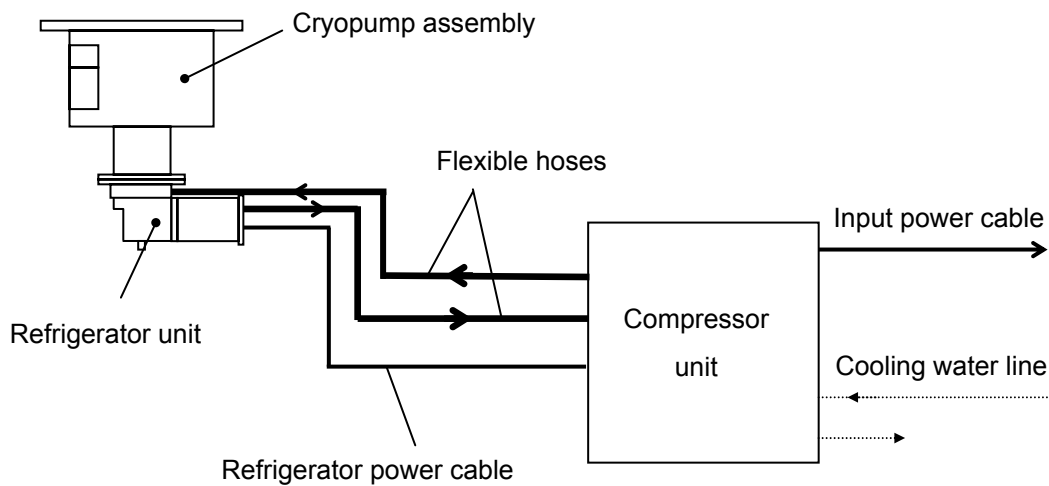 Cryopump assembly
Flexible hoses
Input power cable
Refrigerator unit
Compressor
unit
Cooling water line
Refrigerator power cable